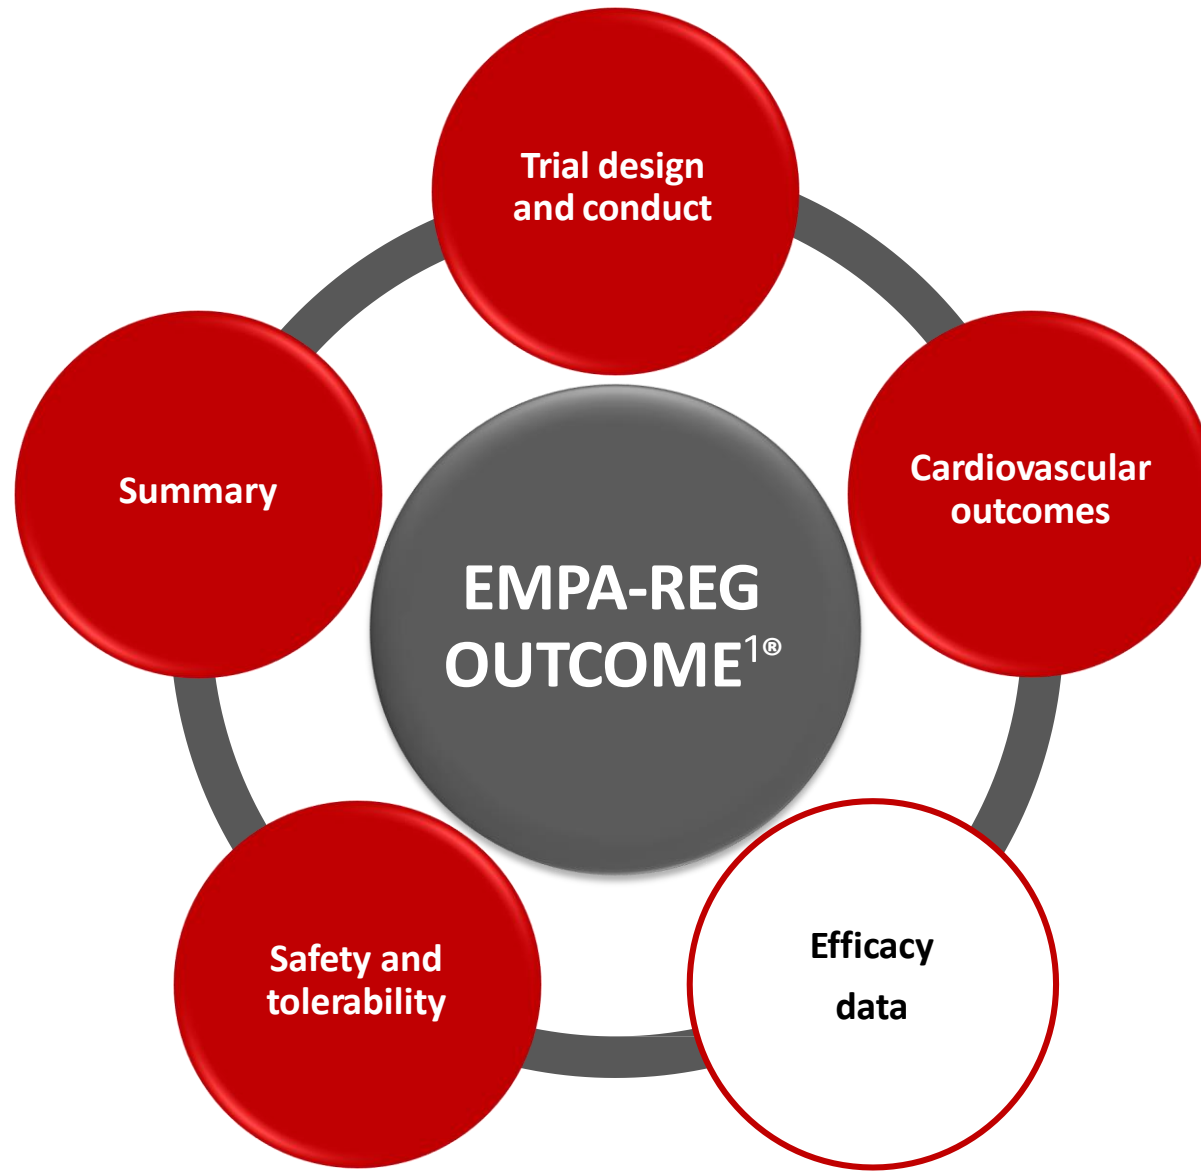 Trial design
and conduct
Cardiovascular
outcomes
Efficacy
data
Safety and
tolerability
Summary
EMPA-REG
OUTCOME¹®